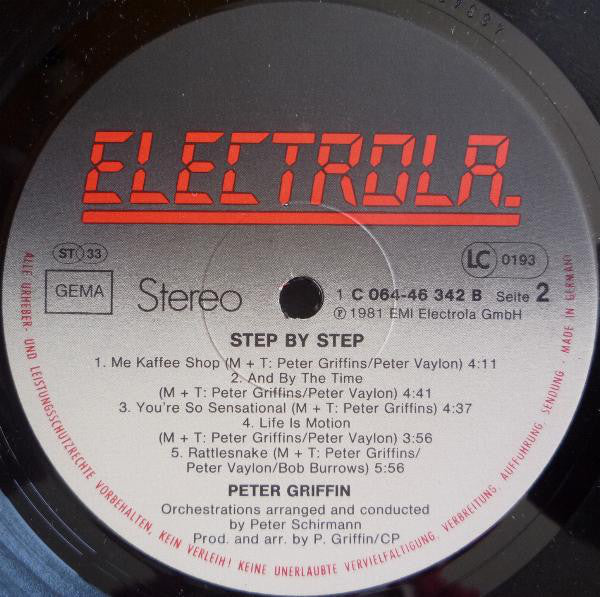 ELECTROLA.
ST 33
LC 0193
GEMA
Stereo
1 C 064-46 342 B Seite 2
℗ 1981 EMI Electrola GmbH
STEP BY STEP
1. Me Kaffee Shop (M + T: Peter Griffins/Peter Vaylon) 4:11
2. And By The Time
(M + T: Peter Griffins/Peter Vaylon) 4:41
3. You're So Sensational (M + T: Peter Griffins) 4:37
4. Life Is Motion
(M + T: Peter Griffins/Peter Vaylon) 3:56
5. Rattlesnake (M + T: Peter Griffins/
Peter Vaylon/Bob Burrows) 5:56
PETER GRIFFIN
Orchestrations arranged and conducted
by Peter Schirmann
Prod. and arr. by P. Griffin/CP
ALLE URHEBER- UND LEISTUNGSSCHUTZRECHTE VORBEHALTEN, KEIN VERLEIH! KEINE UNERLAUBTE VERVIELFÄLTIGUNG, VERBREITUNG, AUFFÜHRUNG, SENDUNG - MADE IN GERMANY